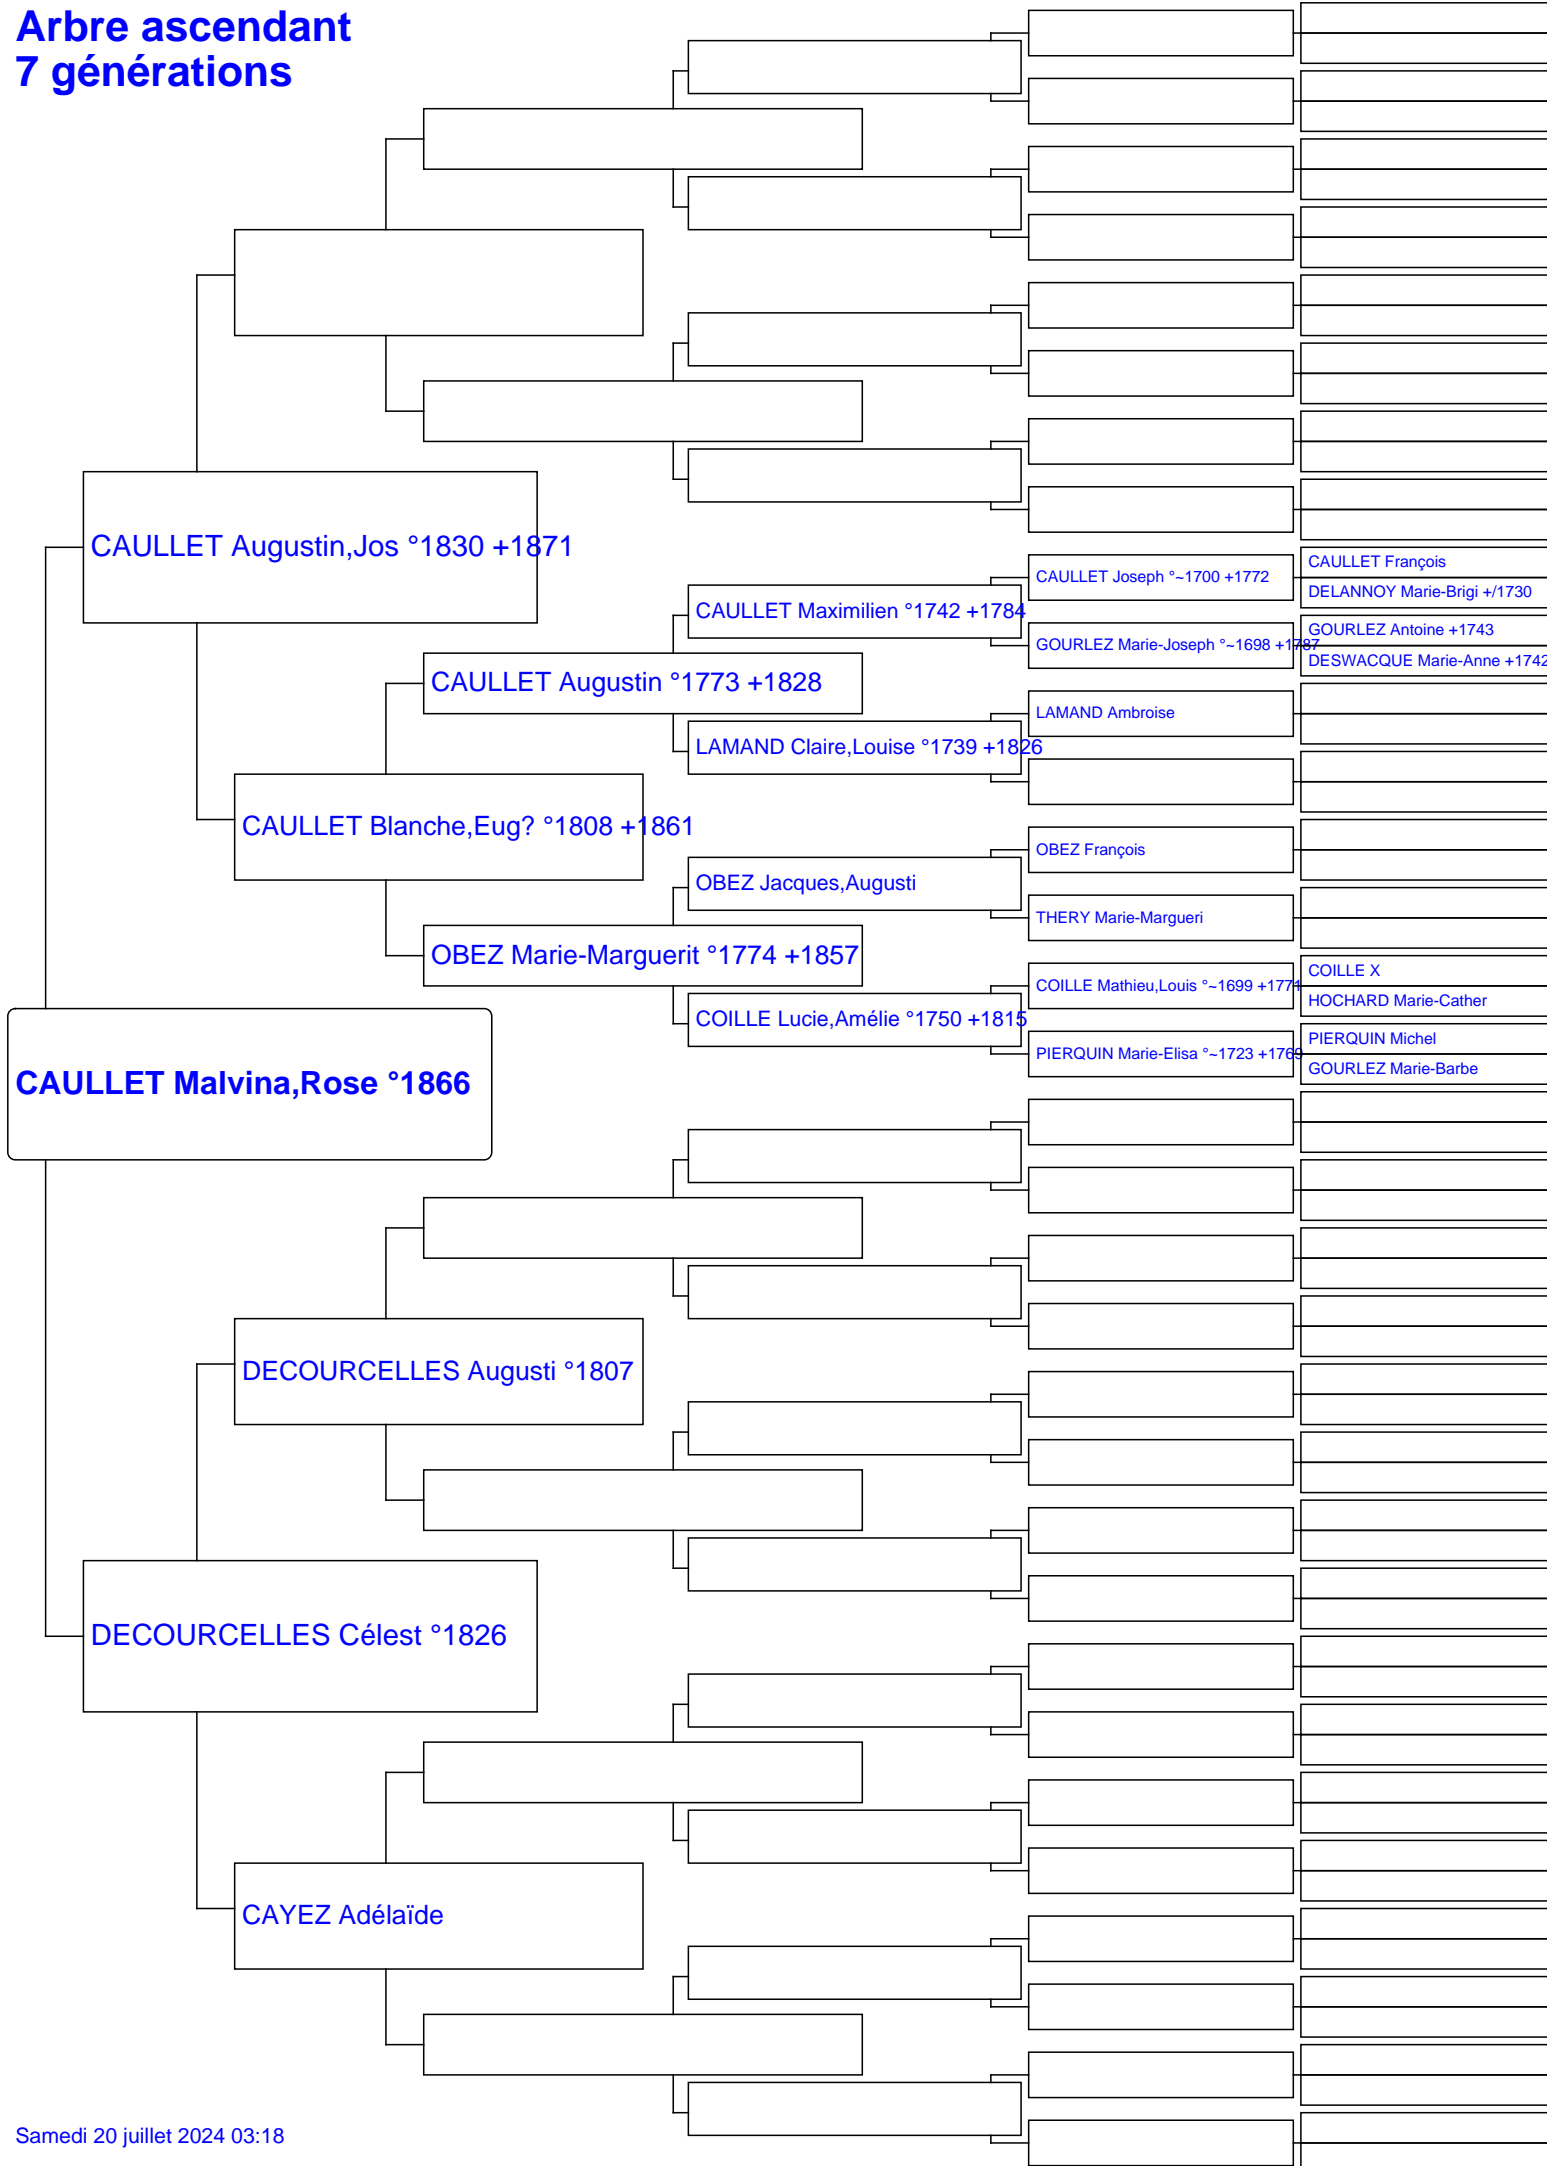 Arbre ascendant
7 générations
CAULLET François
CAULLET Augustin,Jos °1830 +1871
CAULLET Joseph °~1700 +1772
DELANNOY Marie-Brigi +/1730
CAULLET Maximilien °1742 +1784
GOURLEZ Antoine +1743
GOURLEZ Marie-Joseph °~1698 +1787
DESWACQUE Marie-Anne +1742
CAULLET Augustin °1773 +1828
LAMAND Ambroise
LAMAND Claire,Louise °1739 +1826
CAULLET Blanche,Eug? °1808 +1861
OBEZ François
OBEZ Jacques,Augusti
THERY Marie-Margueri
OBEZ Marie-Marguerit °1774 +1857
COILLE X
COILLE Mathieu,Louis °~1699 +1771
HOCHARD Marie-Cather
COILLE Lucie,Amélie °1750 +1815
PIERQUIN Michel
PIERQUIN Marie-Elisa °~1723 +1769
GOURLEZ Marie-Barbe
CAULLET Malvina,Rose °1866
DECOURCELLES Augusti °1807
DECOURCELLES Célest °1826
CAYEZ Adélaïde
Samedi 20 juillet 2024 03:18